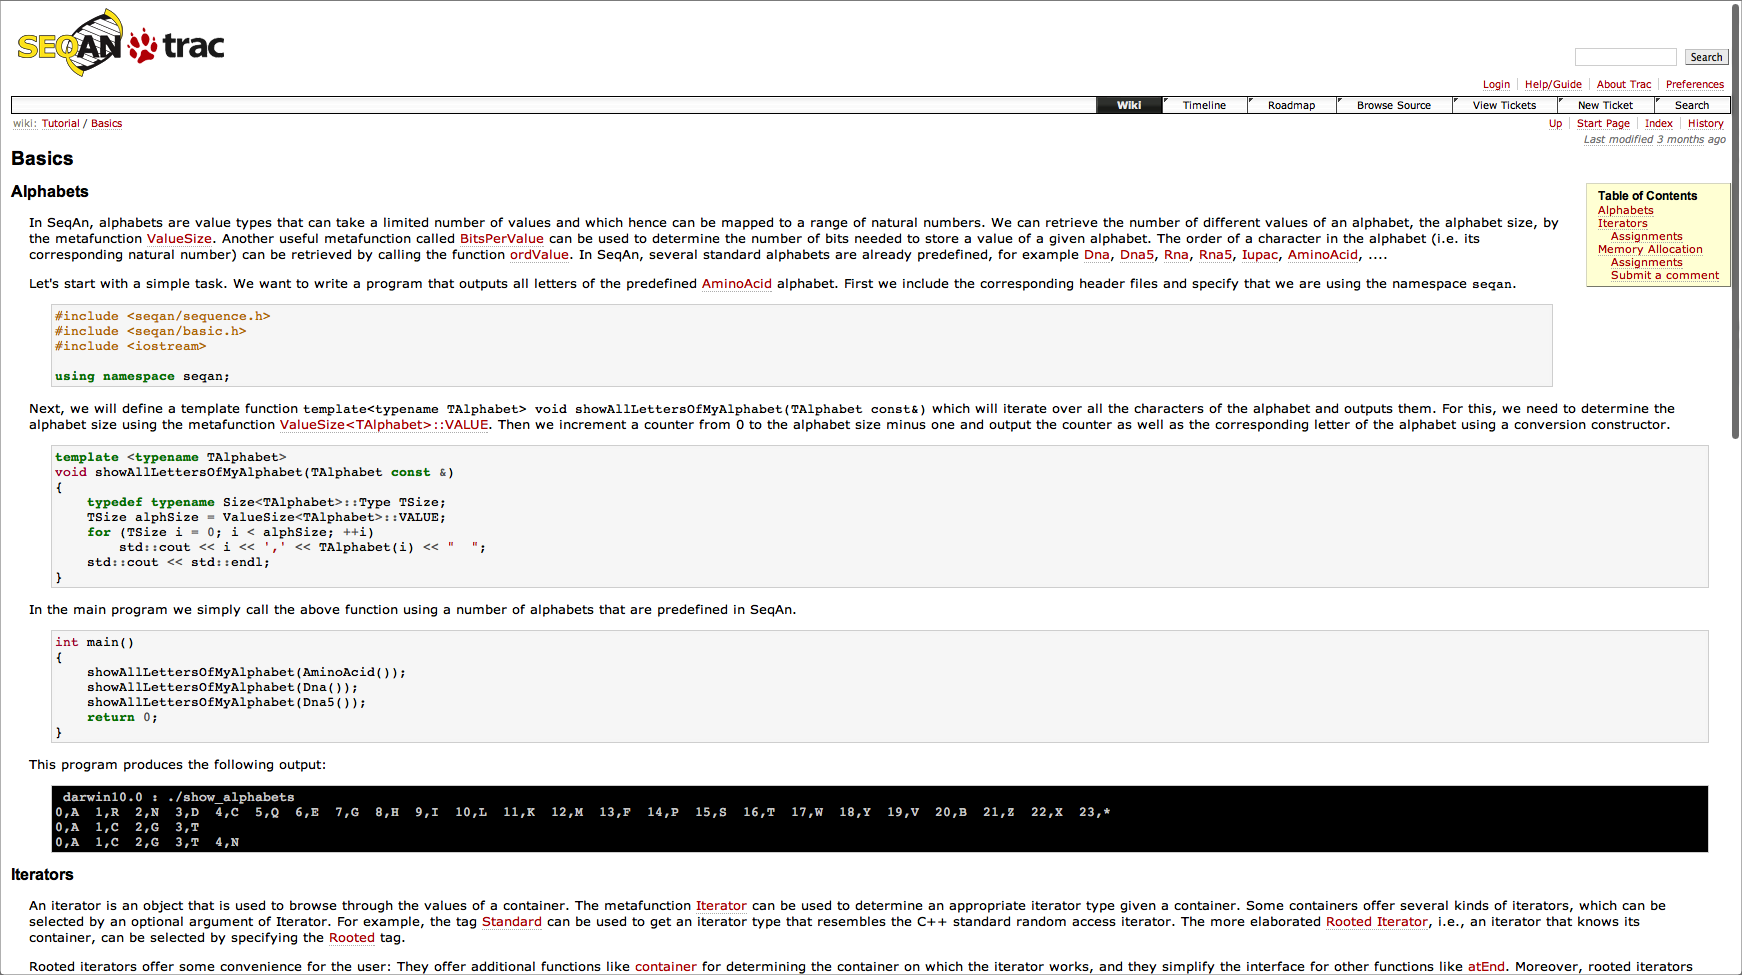 SEQAN trac
Search
Login Help/Guide About Trac Preferences
Wiki Timeline Roadmap Browse Source View Tickets New Ticket Search
wiki: Tutorial / Basics
Up Start Page Index History
Last modified 3 months ago
Basics
Alphabets
In SeqAn, alphabets are value types that can take a limited number of values and which hence can be mapped to a range of natural numbers. We can retrieve the number of different values of an alphabet, the alphabet size, by
the metafunction ValueSize. Another useful metafunction called BitsPerValue can be used to determine the number of bits needed to store a value of a given alphabet. The order of a character in the alphabet (i.e. its
corresponding natural number) can be retrieved by calling the function ordValue. In SeqAn, several standard alphabets are already predefined, for example Dna, Dna5, Rna, Rna5, Iupac, AminoAcid, ....
Let's start with a simple task. We want to write a program that outputs all letters of the predefined AminoAcid alphabet. First we include the corresponding header files and specify that we are using the namespace seqan.
Table of Contents
Alphabets
Iterators
Assignments
Memory Allocation
Assignments
Submit a comment
#include <seqan/sequence.h>
#include <seqan/basic.h>
#include <iostream>
using namespace seqan;
Next, we will define a template function template<typename TAlphabet> void showAllLettersOfMyAlphabet(TAlphabet const&) which will iterate over all the characters of the alphabet and outputs them. For this, we need to determine the
alphabet size using the metafunction ValueSize<TAlphabet>::VALUE. Then we increment a counter from 0 to the alphabet size minus one and output the counter as well as the corresponding letter of the alphabet using a conversion constructor.
template <typename TAlphabet>
void showAllLettersOfMyAlphabet(TAlphabet const &)
{
typedef typename Size<TAlphabet>::Type TSize;
TSize alphSize = ValueSize<TAlphabet>::VALUE;
for (TSize i = 0; i < alphSize; ++i)
std::cout << i << ',' << TAlphabet(i) << "  ";
std::cout << std::endl;
}
In the main program we simply call the above function using a number of alphabets that are predefined in SeqAn.
int main()
{
showAllLettersOfMyAlphabet(AminoAcid());
showAllLettersOfMyAlphabet(Dna());
showAllLettersOfMyAlphabet(Dna5());
return 0;
}
This program produces the following output:
darwin10.0 : ./show_alphabets
0,A  1,R  2,N  3,D  4,C  5,Q  6,E  7,G  8,H  9,I  10,L  11,K  12,M  13,F  14,P  15,S  16,T  17,W  18,Y  19,V  20,B  21,Z  22,X  23,*
0,A  1,C  2,G  3,T
0,A  1,C  2,G  3,T  4,N
Iterators
An iterator is an object that is used to browse through the values of a container. The metafunction Iterator can be used to determine an appropriate iterator type given a container. Some containers offer several kinds of iterators, which can be
selected by an optional argument of Iterator. For example, the tag Standard can be used to get an iterator type that resembles the C++ standard random access iterator. The more elaborated Rooted Iterator, i.e., an iterator that knows its
container, can be selected by specifying the Rooted tag.
Rooted iterators offer some convenience for the user: They offer additional functions like container for determining the container on which the iterator works, and they simplify the interface for other functions like atEnd. Moreover, rooted iterators